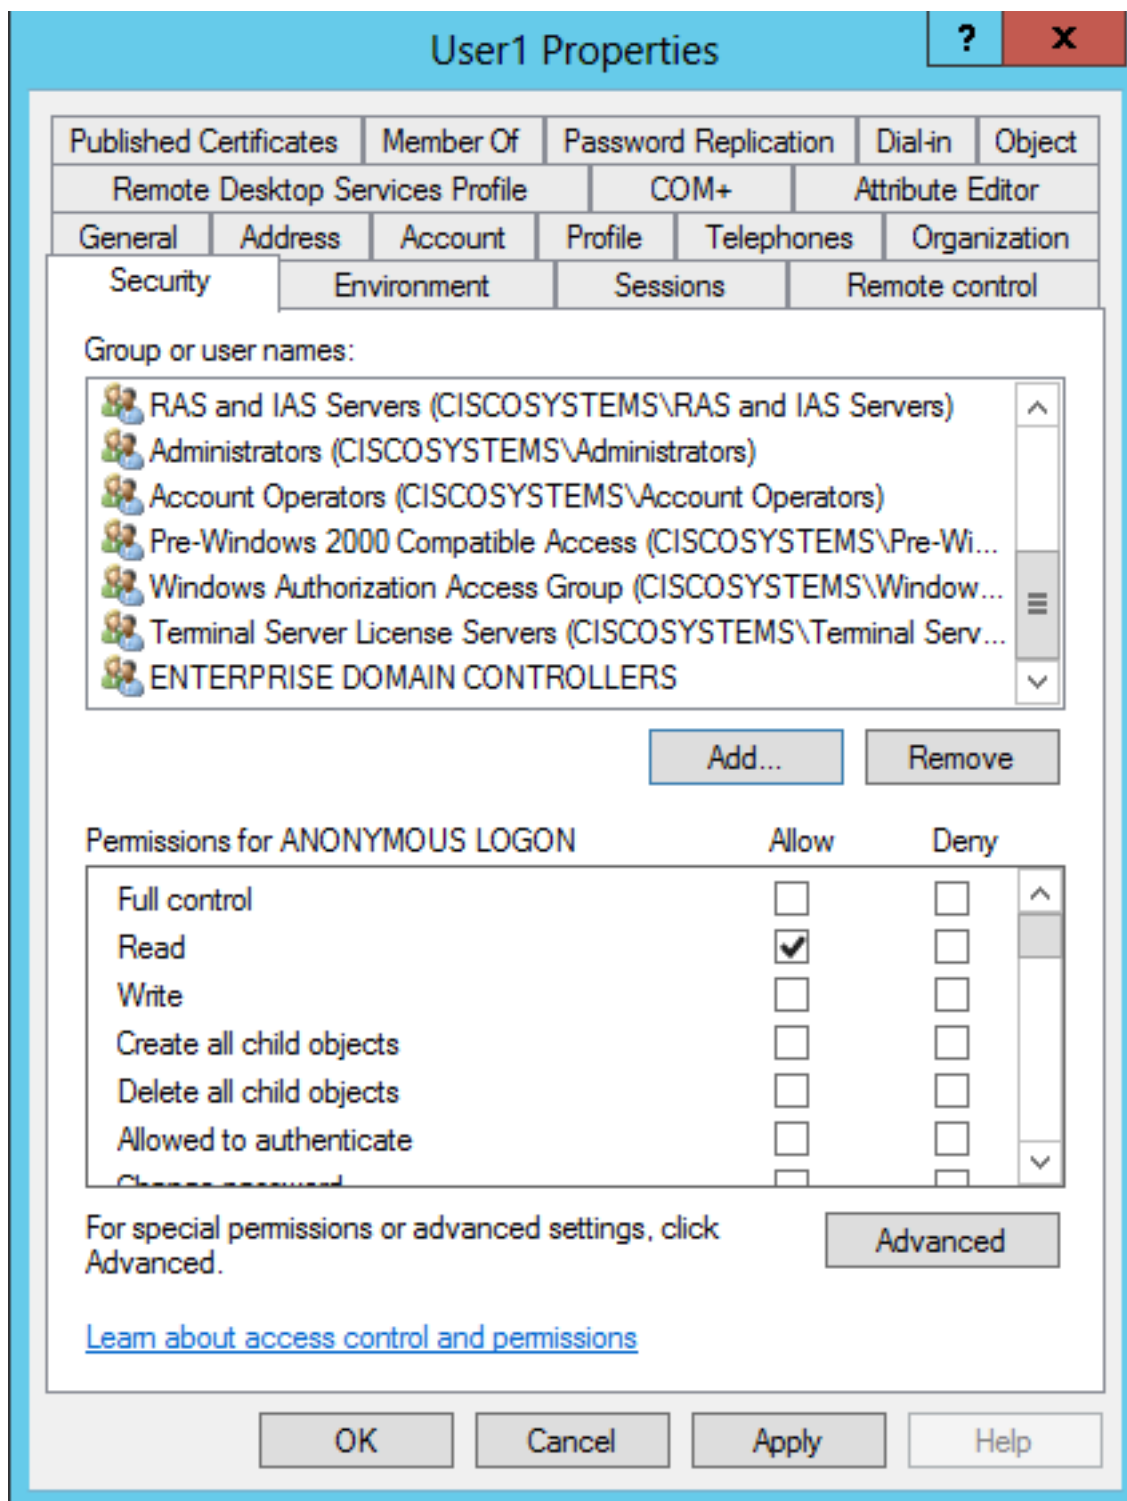 User1 Properties
?
x
Published Certificates
Member Of
Password Replication
Dial-in
Object
Remote Desktop Services Profile
COM+
Attribute Editor
General
Address
Account
Profile
Telephones
Organization
Security
Environment
Sessions
Remote control
Group or user names:
RAS and IAS Servers (CISCOSYSTEMS\RAS and IAS Servers)
Administrators (CISCOSYSTEMS\Administrators)
Account Operators (CISCOSYSTEMS\Account Operators)
Pre-Windows 2000 Compatible Access (CISCOSYSTEMS\Pre-Wi...
Windows Authorization Access Group (CISCOSYSTEMS\Window...
Terminal Server License Servers (CISCOSYSTEMS\Terminal Serv...
ENTERPRISE DOMAIN CONTROLLERS
Add...
Remove
Permissions for ANONYMOUS LOGON
Allow
Deny
Full control
Read
Write
Create all child objects
Delete all child objects
Allowed to authenticate
Change password
For special permissions or advanced settings, click
Advanced.
Advanced
Learn about access control and permissions
OK
Cancel
Apply
Help